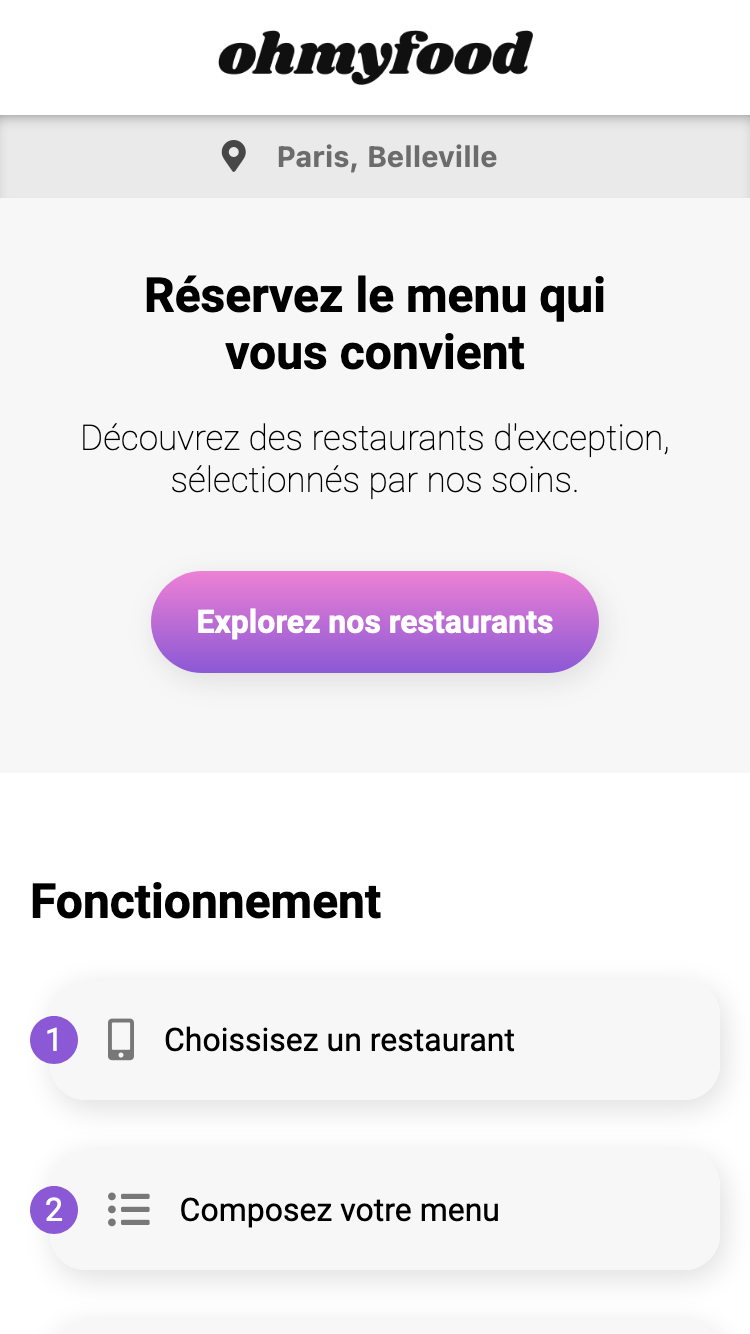 ohmyfood
Paris, Belleville
Réservez le menu qui
vous convient
Découvrez des restaurants d'exception,
sélectionnés par nos soins.
Explorez nos restaurants
Fonctionnement
1 Choissisez un restaurant
2 Composez votre menu